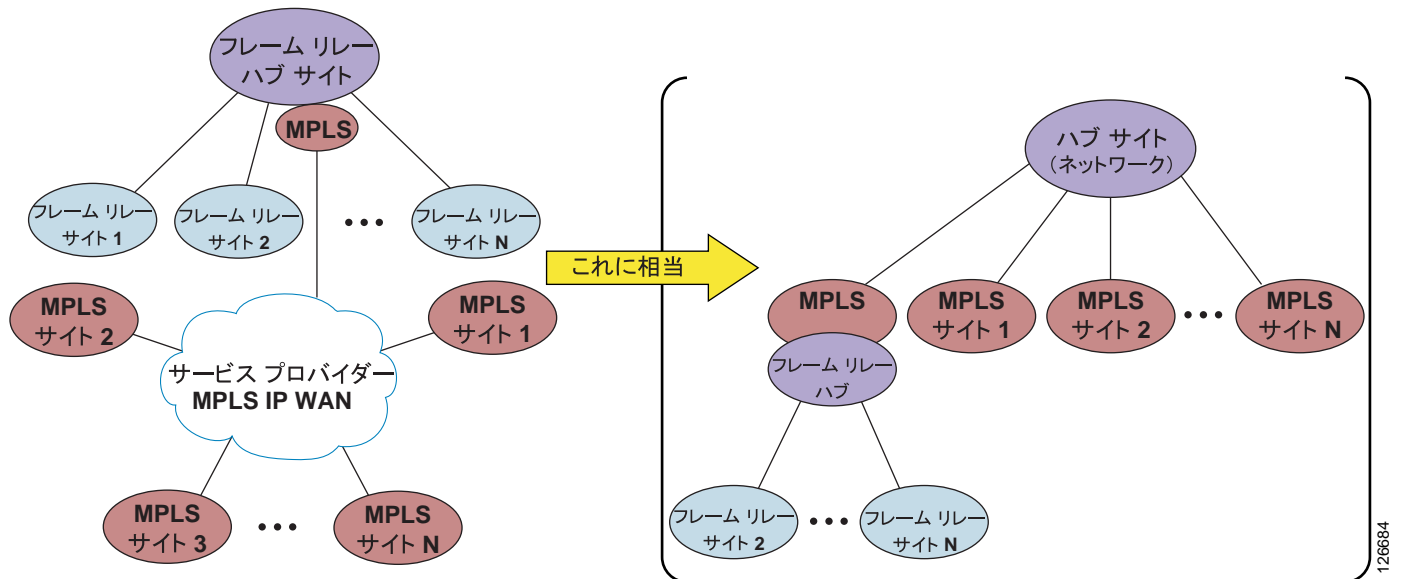 フレーム リレー
ハブ サイト
MPLS
フレーム リレー
サイト 1
フレーム リレー
サイト 2
•••
フレーム リレー
サイト N
MPLS
サイト 2
MPLS
サイト 1
サービス プロバイダー
MPLS IP WAN
MPLS
サイト 3
•••
MPLS
サイト N
これに相当
ハブ サイト
（ネットワーク）
MPLS
フレーム リレー
ハブ
MPLS
サイト 1
MPLS
サイト 2
•••
MPLS
サイト N
フレーム リレー
サイト 2
•••
フレーム リレー
サイト N
126684